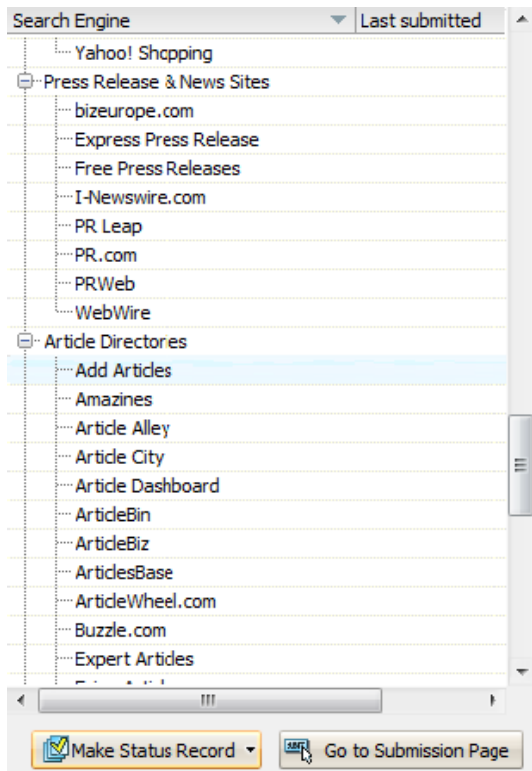 Search Engine Last submitted
Yahoo! Shopping
Press Release & News Sites
bizeurope.com
Express Press Release
Free Press Releases
I-Newswire.com
PR Leap
PR.com
PRWeb
WebWire
Article Directories
Add Articles
Amazines
Article Alley
Article City
Article Dashboard
ArticleBin
ArticleBiz
ArticlesBase
ArticleWheel.com
Buzzle.com
Expert Articles
Make Status Record Go to Submission Page